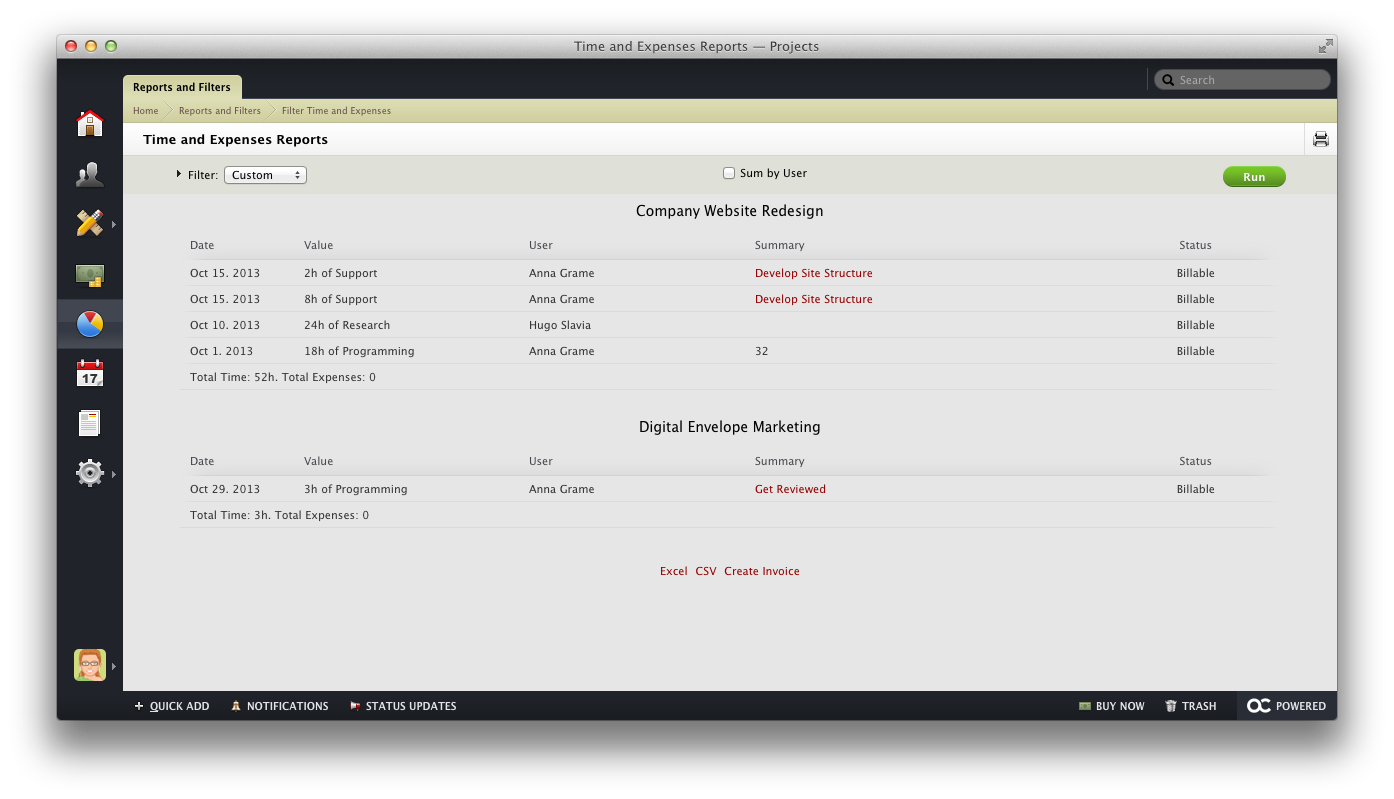 Time and Expenses Reports — Projects
Reports and Filters
Search
Home Reports and Filters Filter Time and Expenses
Time and Expenses Reports
Filter: Custom Sum by User Run
Company Website Redesign
Date Value User Summary Status
Oct 15. 2013 2h of Support Anna Grame Develop Site Structure Billable
Oct 15. 2013 8h of Support Anna Grame Develop Site Structure Billable
Oct 10. 2013 24h of Research Hugo Slavia Billable
Oct 1. 2013 18h of Programming Anna Grame 32 Billable
Total Time: 52h. Total Expenses: 0
Digital Envelope Marketing
Date Value User Summary Status
Oct 29. 2013 3h of Programming Anna Grame Get Reviewed Billable
Total Time: 3h. Total Expenses: 0
Excel CSV Create Invoice
17
QUICK ADD NOTIFICATIONS STATUS UPDATES BUY NOW TRASH POWERED